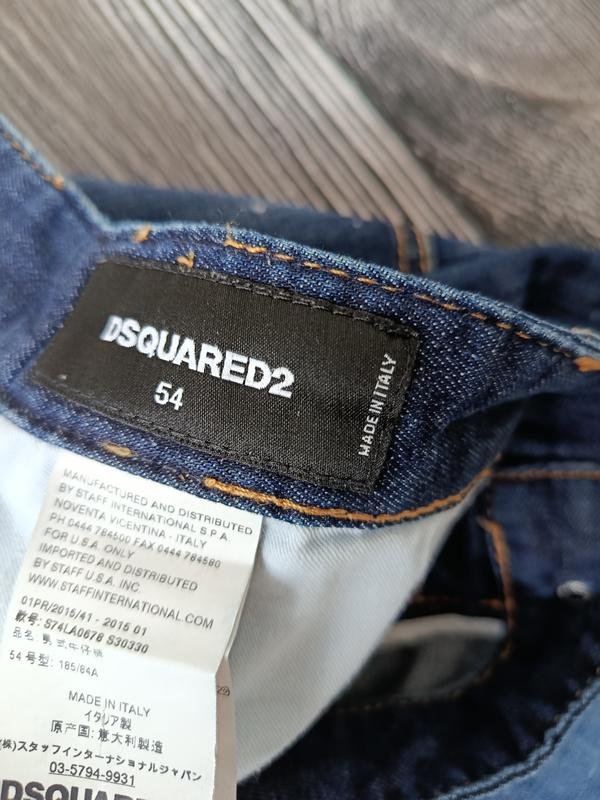 DSQUARED2
54
MADE IN ITALY
MANUFACTURED AND DISTRIBUTED
BY STAFF INTERNATIONAL S.P.A.
NOVENTA VICENTINA - ITALY
PH 0444 784500 FAX 0444 784580
FOR U.S.A. ONLY
IMPORTED AND DISTRIBUTED
BY STAFF U.S.A. INC.
WWW.STAFFINTERNATIONAL.COM
01PR/2015/41 - 2015 01
款号: S74LA0678 S30330
品名: 男式牛仔裤
54 号型: 185/84A
MADE IN ITALY
イタリア製
原产国: 意大利製造
(株)スタッフインターナショナルジャパン
03-5794-9931
DSQUARED